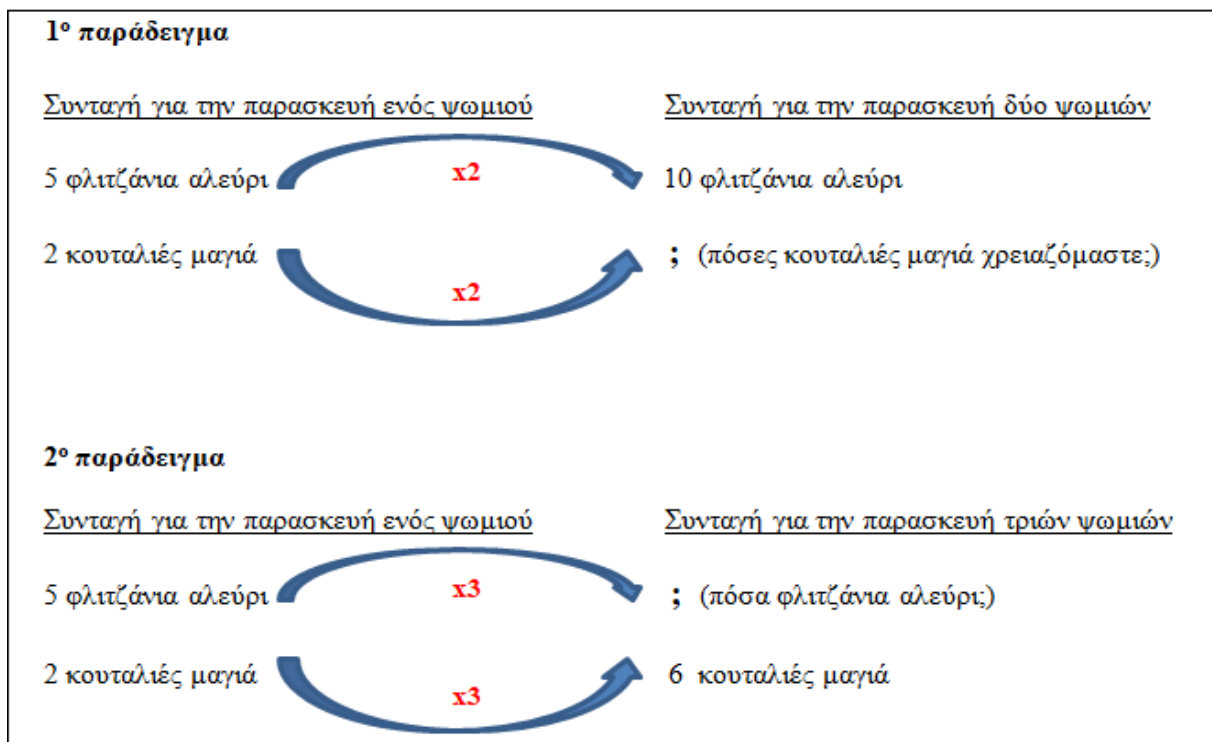 1ο παράδειγμα
Συνταγή για την παρασκευή ενός ψωμιού Συνταγή για την παρασκευή δύο ψωμιών
5 φλιτζάνια αλεύρι x2 10 φλιτζάνια αλεύρι
2 κουταλιές μαγιά ; (πόσες κουταλιές μαγιά χρειαζόμαστε;)
x2
2ο παράδειγμα
Συνταγή για την παρασκευή ενός ψωμιού Συνταγή για την παρασκευή τριών ψωμιών
5 φλιτζάνια αλεύρι x3 ; (πόσα φλιτζάνια αλεύρι;)
2 κουταλιές μαγιά 6 κουταλιές μαγιά
x3